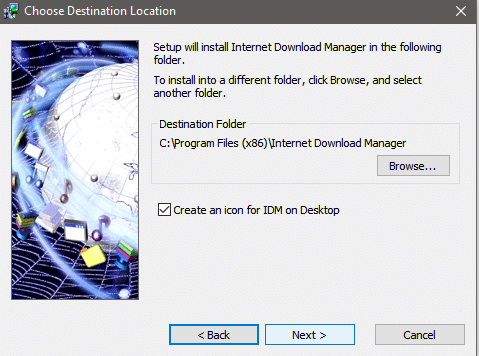 Choose Destination Location
Setup will install Internet Download Manager in the following
folder.
To install into a different folder, click Browse, and select
another folder.
Destination Folder
C:\Program Files (x86)\Internet Download Manager
Browse...
Create an icon for IDM on Desktop
< Back
Next >
Cancel